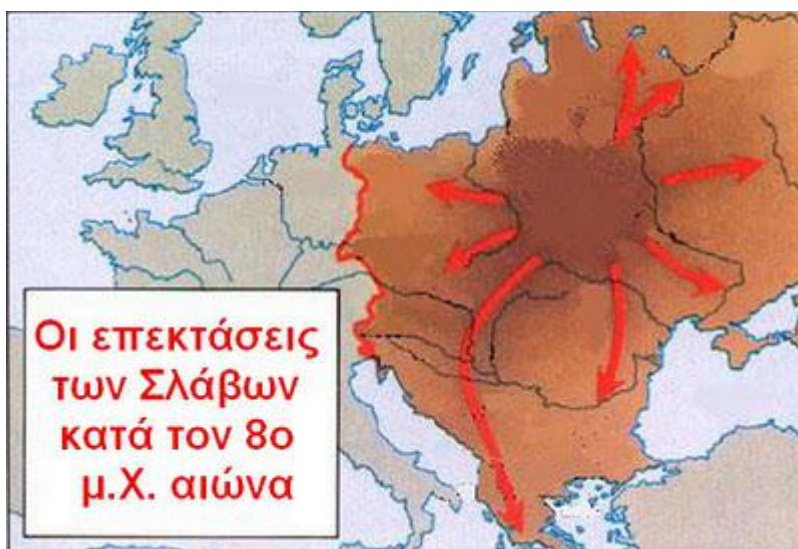 Οι επεκτάσεις
των Σλάβων
κατά τον 8ο
μ.Χ. αιώνα